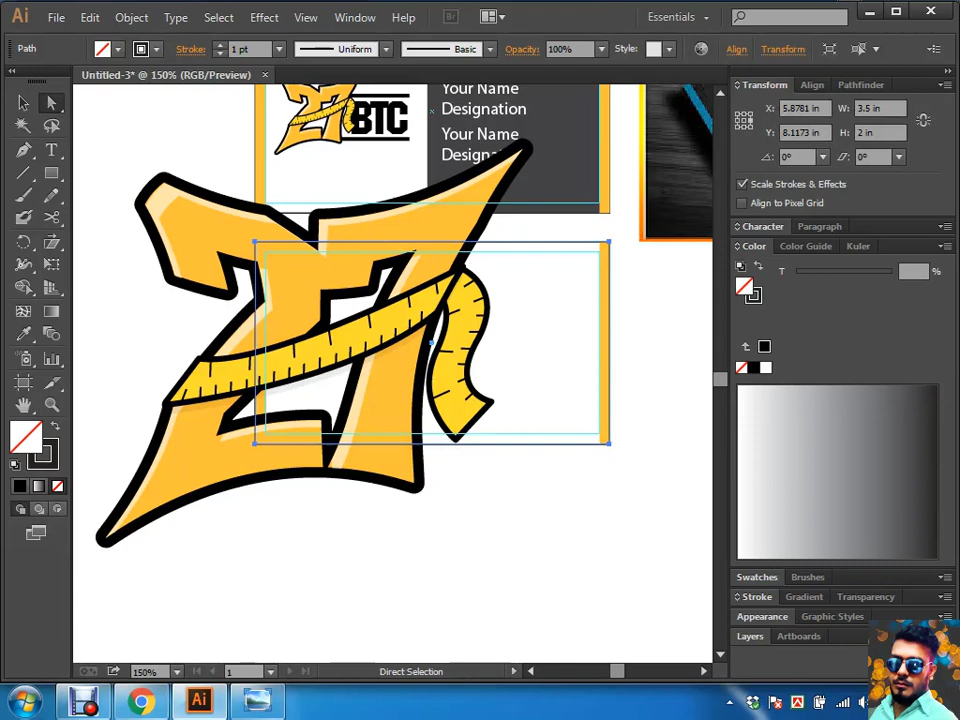 Ai File Edit Object Type Select Effect View Window Help Br Essentials
Path Stroke: 1 pt Uniform Basic Opacity: 100% Style: Align Transform
Untitled-3* @ 150% (RGB/Preview)
Your Name
Designation
Your Name
BTC
Transform Align Pathfinder
X: 5.8781 in W: 3.5 in
Y: 8.1173 in H: 2 in
0° 0°
Scale Strokes & Effects
Align to Pixel Grid
Character Paragraph
Color Color Guide Kuler
T %
Swatches Brushes
Stroke Gradient Transparency
Appearance Graphic Styles
Layers Artboards
150% 1 Direct Selection
Ai